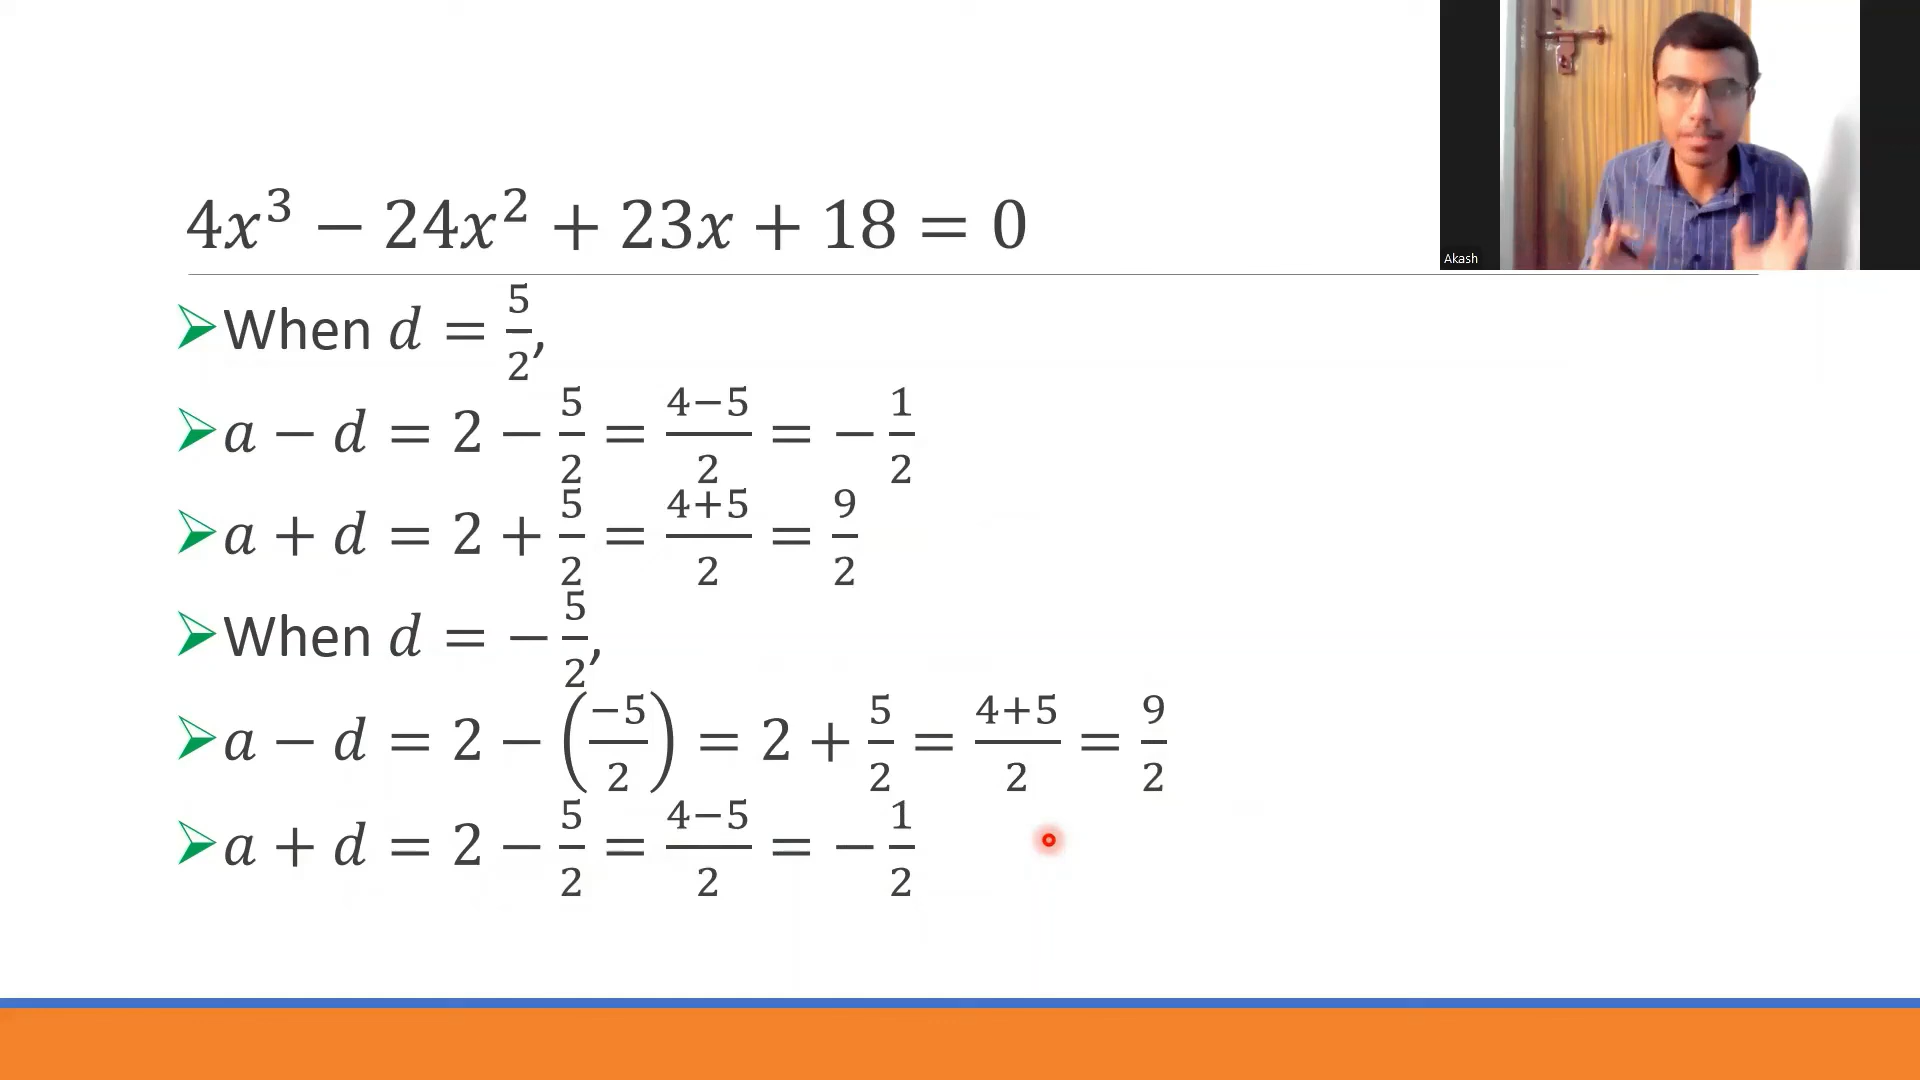 4x³ − 24x² + 23x + 18 = 0
Akash
When d = 5/2,
a − d = 2 − 5/2 = (4−5)/2 = −1/2
a + d = 2 + 5/2 = (4+5)/2 = 9/2
When d = −5/2,
a − d = 2 − (−5/2) = 2 + 5/2 = (4+5)/2 = 9/2
a + d = 2 − 5/2 = (4−5)/2 = −1/2